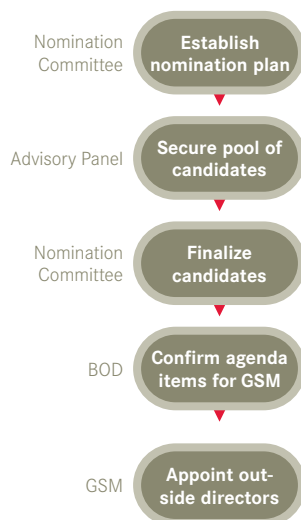 Nomination
Committee
Establish
nomination plan
Advisory Panel
Secure pool of
candidates
Nomination
Committee
Finalize
candidates
BOD
Confirm agenda
items for GSM
GSM
Appoint out-
side directors